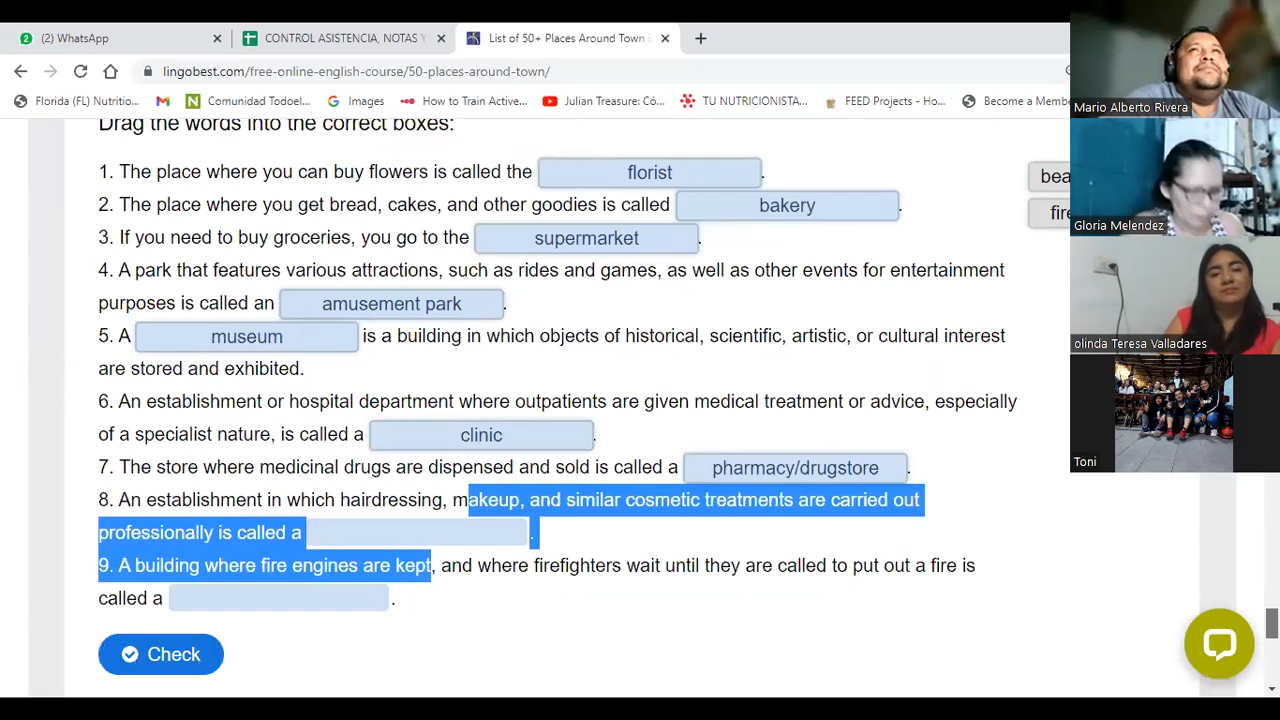 2 (2) WhatsApp
CONTROL ASISTENCIA, NOTAS Y
List of 50+ Places Around Town i
lingobest.com/free-online-english-course/50-places-around-town/
Florida (FL) Nutritio...
Comunidad Todoel...
Images
How to Train Active...
Julian Treasure: Có...
TU NUTRICIONISTA...
FEED Projects - Ho...
Become a Membe
Drag the words into the correct boxes:
1. The place where you can buy flowers is called the florist.
2. The place where you get bread, cakes, and other goodies is called bakery.
3. If you need to buy groceries, you go to the supermarket.
4. A park that features various attractions, such as rides and games, as well as other events for entertainment
purposes is called an amusement park.
5. A museum is a building in which objects of historical, scientific, artistic, or cultural interest
are stored and exhibited.
6. An establishment or hospital department where outpatients are given medical treatment or advice, especially
of a specialist nature, is called a clinic.
7. The store where medicinal drugs are dispensed and sold is called a pharmacy/drugstore.
8. An establishment in which hairdressing, makeup, and similar cosmetic treatments are carried out
professionally is called a .
9. A building where fire engines are kept, and where firefighters wait until they are called to put out a fire is
called a .
Check
bea
fire
Mario Alberto Rivera
Gloria Melendez
olinda Teresa Valladares
Toni